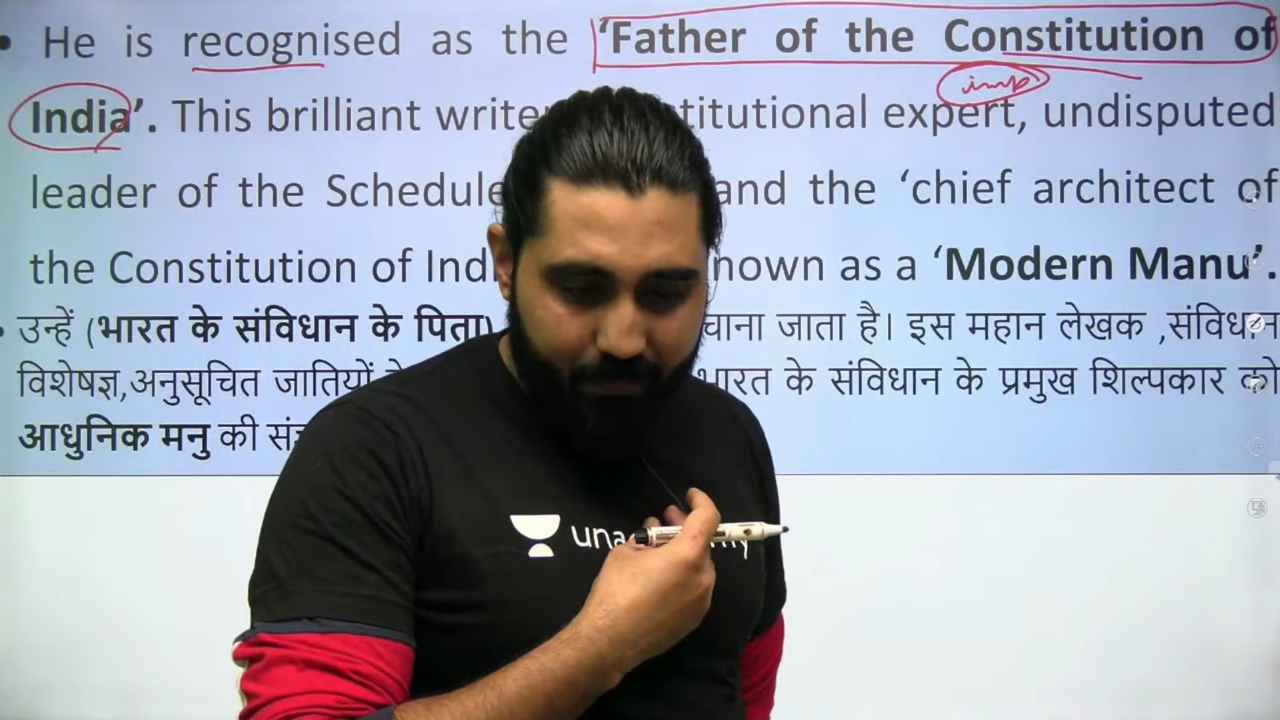 • He is recognised as the ‘Father of the Constitution of
imp
India’. This brilliant write titutional expert, undisputed
leader of the Schedule and the ‘chief architect of
the Constitution of Ind nown as a ‘Modern Manu’.
• उन्हें (भारत के संविधान के पिता) चाना जाता है। इस महान लेखक ,संविधान
विशेषज्ञ,अनुसूचित जातियों भारत के संविधान के प्रमुख शिल्पकार को
आधुनिक मनु की
una my